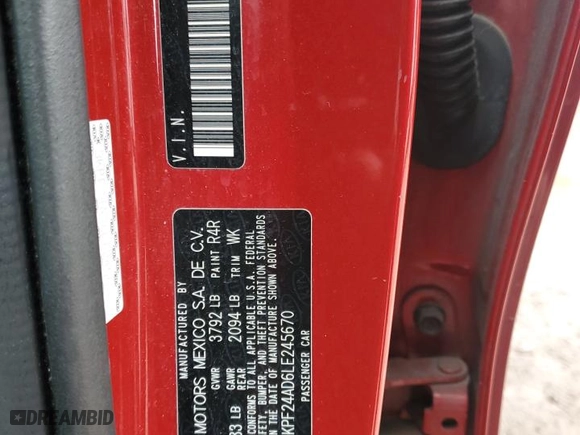 V.I.N.
MANUFACTURED BY
MOTORS MEXICO S.A. DE C.V.
GVWR 3792 LB PAINT R4R
GAWR
REAR 2094 LB TRIM WK
33 LB
CONFORMS TO ALL APPLICABLE U.S.A. FEDERAL
SAFETY, BUMPER, AND THEFT PREVENTION STANDARDS
IN THE DATE OF MANUFACTURE SHOWN ABOVE.
KPF24AD6LE245670
PASSENGER CAR
DREAMBID